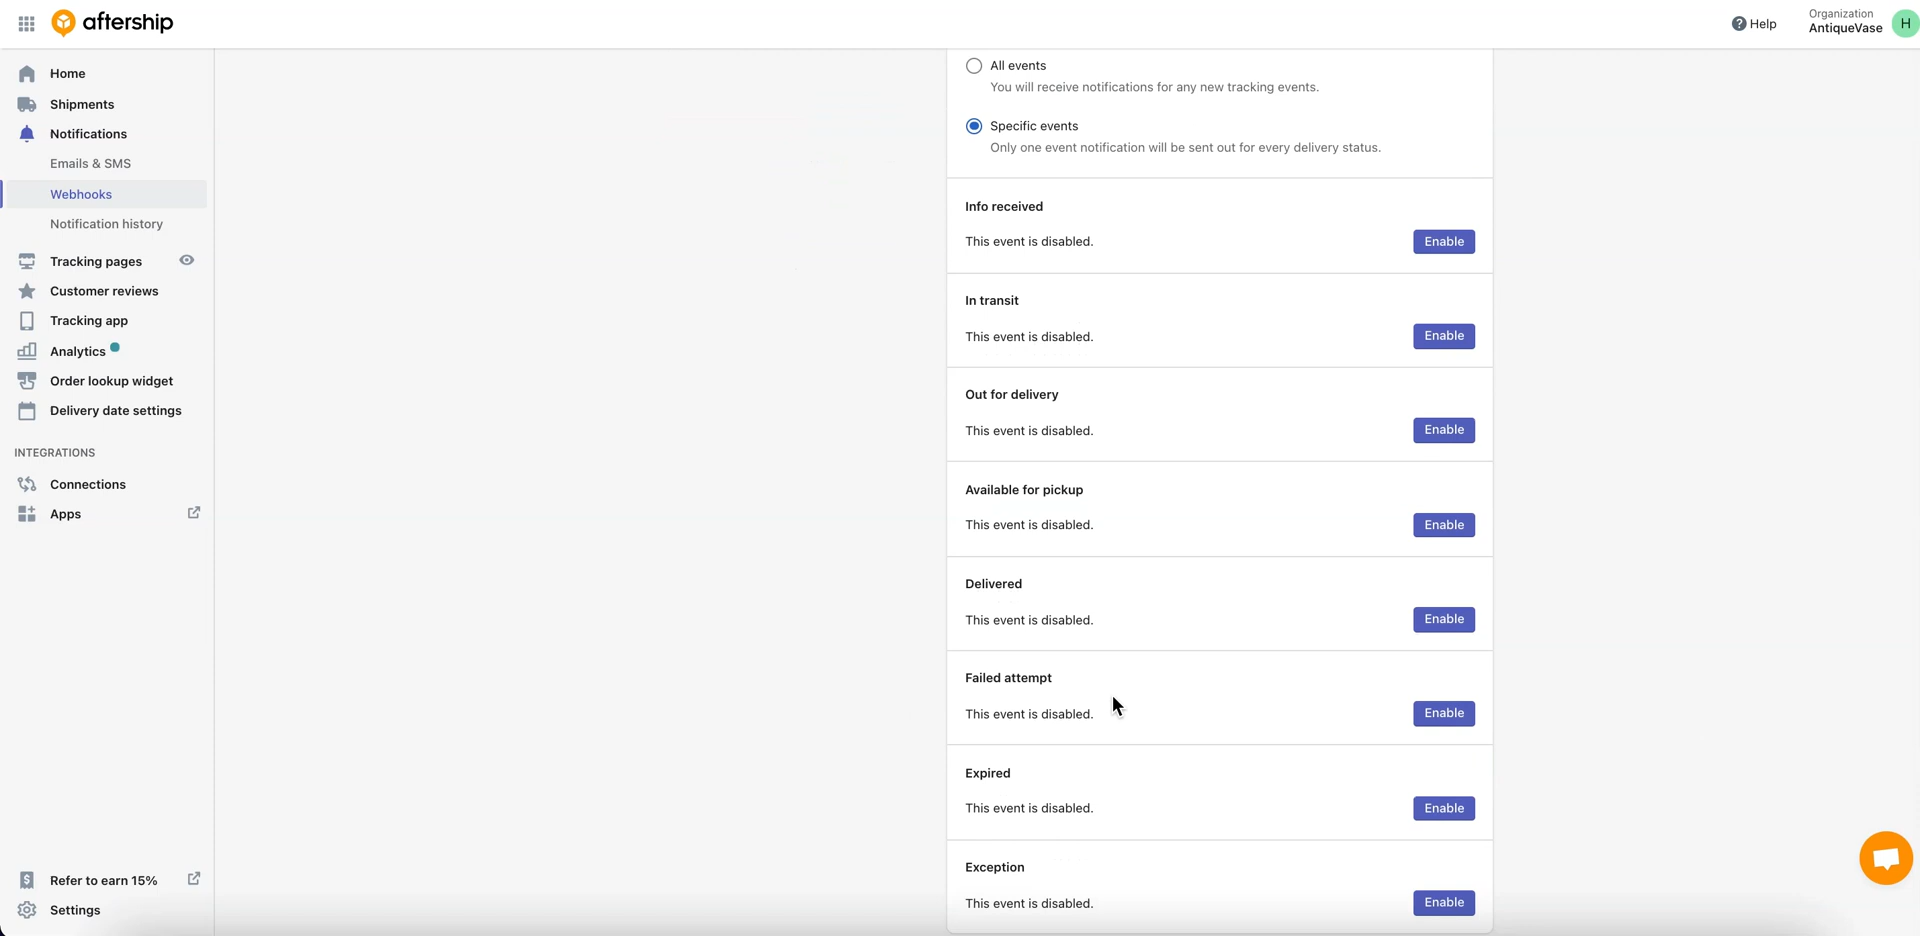 aftership
Help
Organization
AntiqueVase
H
Home
Shipments
Notifications
Emails & SMS
Webhooks
Notification history
Tracking pages
Customer reviews
Tracking app
Analytics
Order lookup widget
Delivery date settings
INTEGRATIONS
Connections
Apps
Refer to earn 15%
Settings
All events
You will receive notifications for any new tracking events.
Specific events
Only one event notification will be sent out for every delivery status.
Info received
This event is disabled.
Enable
In transit
This event is disabled.
Enable
Out for delivery
This event is disabled.
Enable
Available for pickup
This event is disabled.
Enable
Delivered
This event is disabled.
Enable
Failed attempt
This event is disabled.
Enable
Expired
This event is disabled.
Enable
Exception
This event is disabled.
Enable